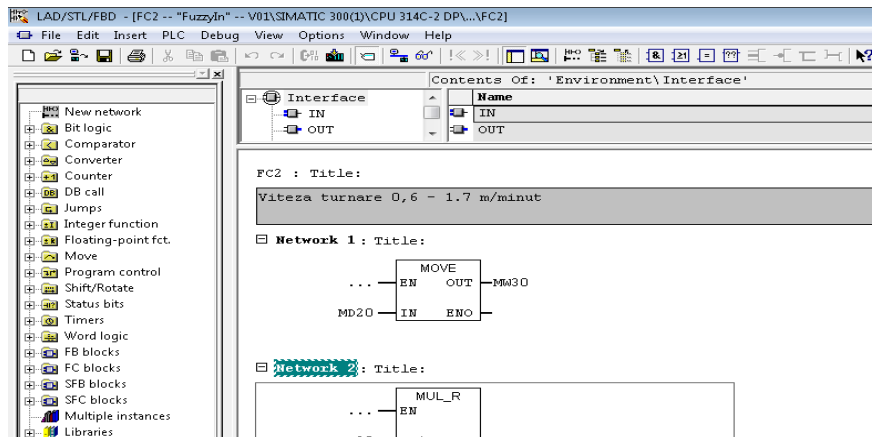 LAD/STL/FBD - [FC2 -- "FuzzyIn" -- V01\SIMATIC 300(1)\CPU 314C-2 DP\...\FC2]
File Edit Insert PLC Debug View Options Window Help
Contents Of: 'Environment\Interface'
Interface
IN
OUT
Name
IN
OUT
New network
Bit logic
Comparator
Converter
Counter
DB call
Jumps
Integer function
Floating-point fct.
Move
Program control
Shift/Rotate
Status bits
Timers
Word logic
FB blocks
FC blocks
SFB blocks
SFC blocks
Multiple instances
Libraries
FC2 : Title:
Viteza turnare 0,6 - 1.7 m/minut
Network 1 : Title:
MOVE
... EN OUT MW30
MD20 IN ENO
Network 2 : Title:
MUL_R
... EN